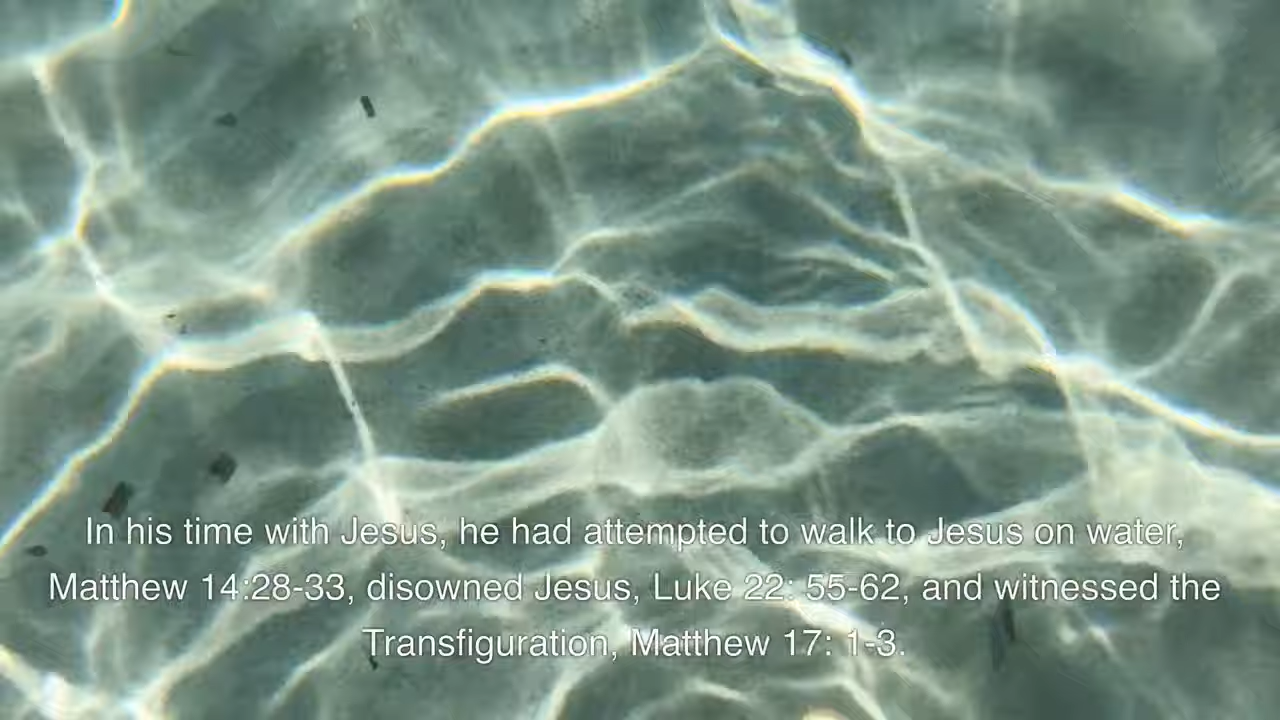 In his time with Jesus, he had attempted to walk to Jesus on water,
Matthew 14:28-33, disowned Jesus, Luke 22: 55-62, and witnessed the
Transfiguration, Matthew 17: 1-3.